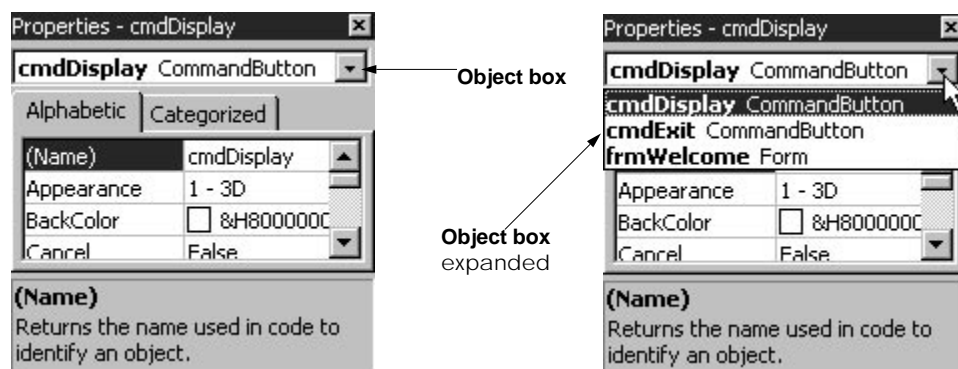 Properties - cmdDisplay
cmdDisplay CommandButton
Alphabetic Categorized
(Name) cmdDisplay
Appearance 1 - 3D
BackColor &H8000000
Cancel False
(Name)
Returns the name used in code to
identify an object.
Object box
Object box
expanded
Properties - cmdDisplay
cmdDisplay CommandButton
cmdDisplay CommandButton
cmdExit CommandButton
frmWelcome Form
Appearance 1 - 3D
BackColor &H8000000
Cancel False
(Name)
Returns the name used in code to
identify an object.